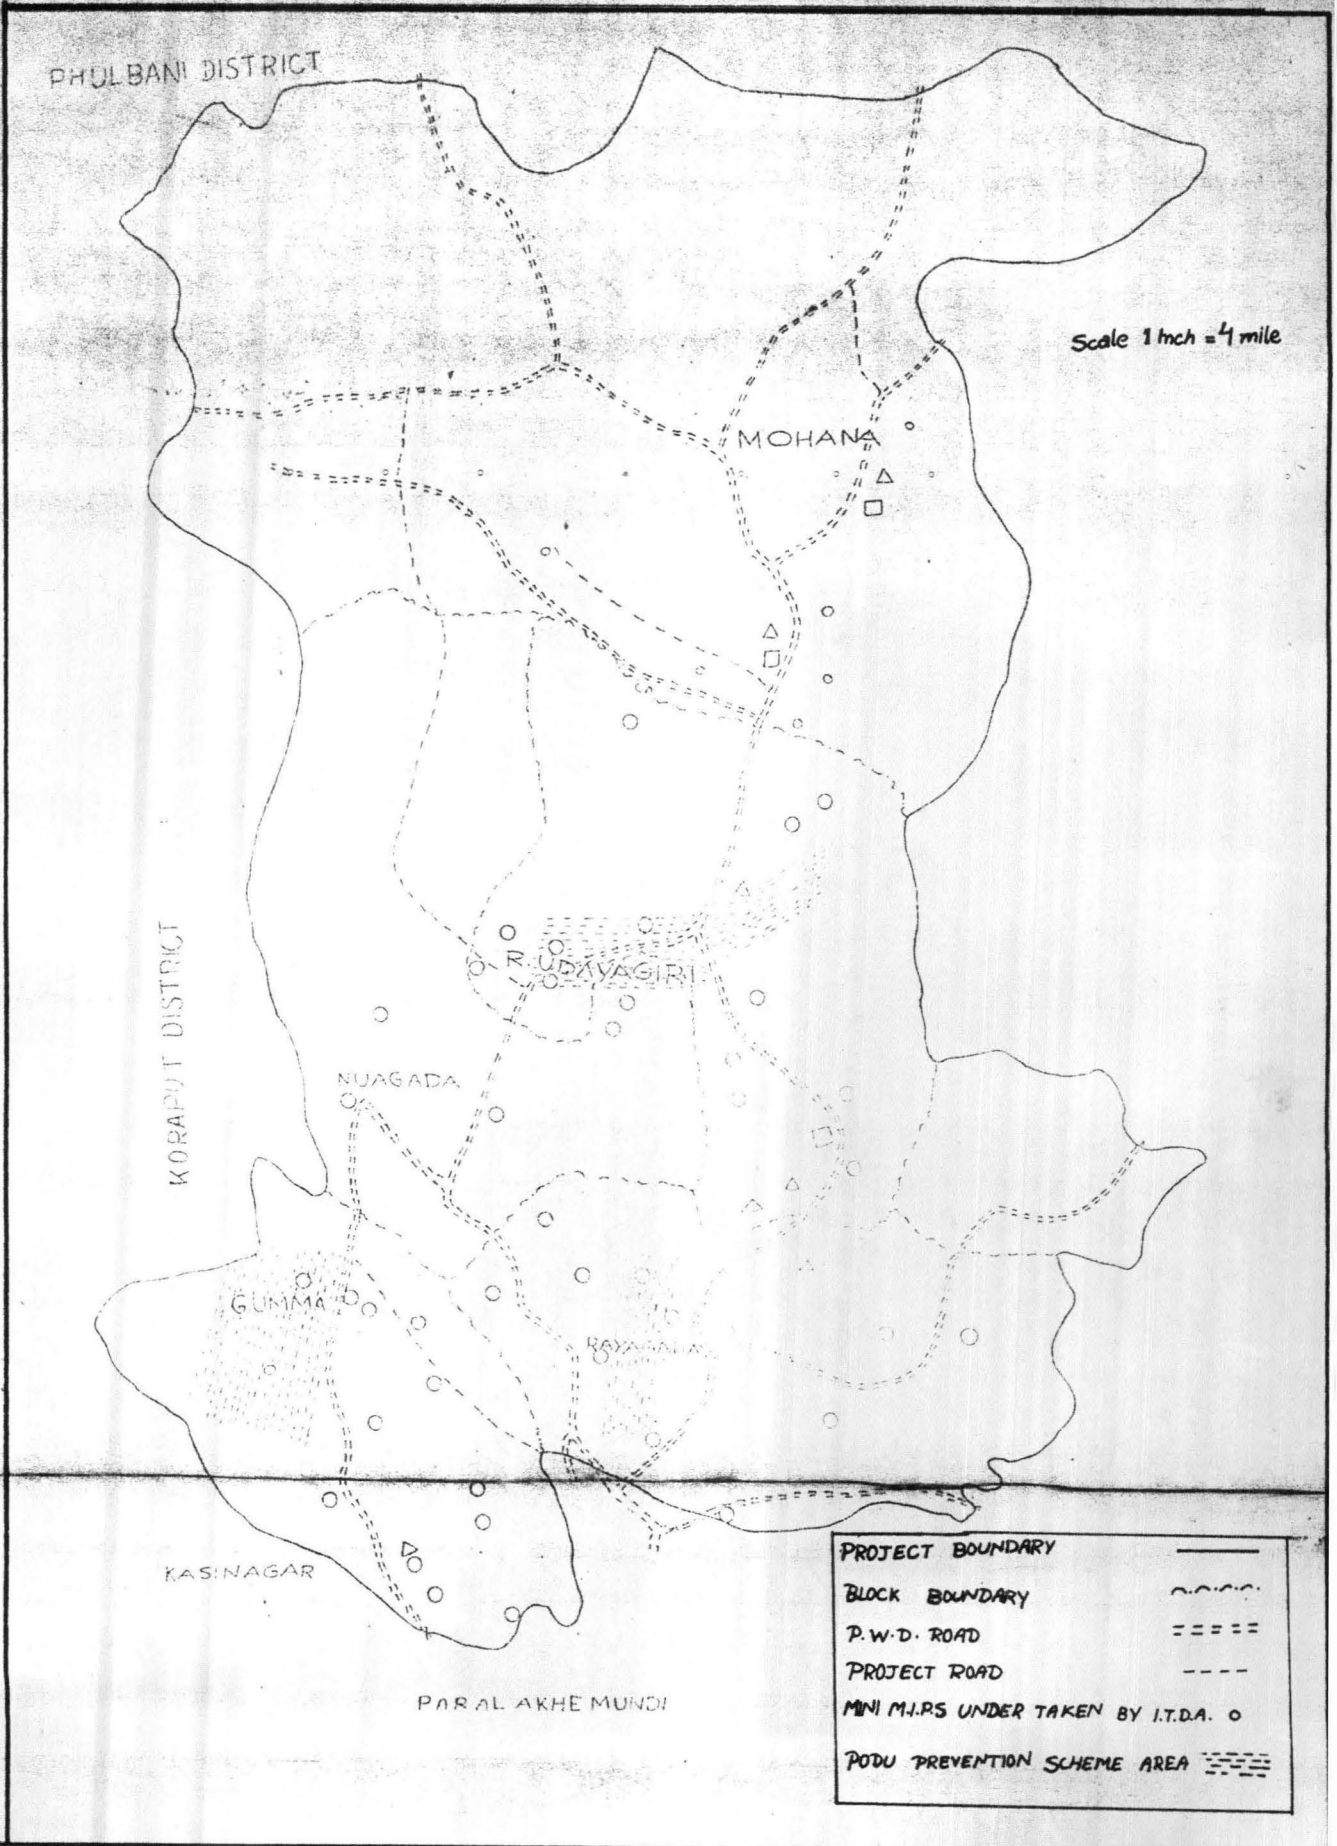 PHULBANI DISTRICT
Scale 1 Inch = 4 mile
MOHANA
R. UDAYAGIRI
KORAPUT DISTRICT
NUAGADA
GUMMA
RAYAGADA
KASINAGAR
PARALAKHEMUNDI
PROJECT BOUNDARY
BLOCK BOUNDARY
P.W.D. ROAD
PROJECT ROAD
MINI M.I.P.S UNDER TAKEN BY I.T.D.A.
PODU PREVENTION SCHEME AREA